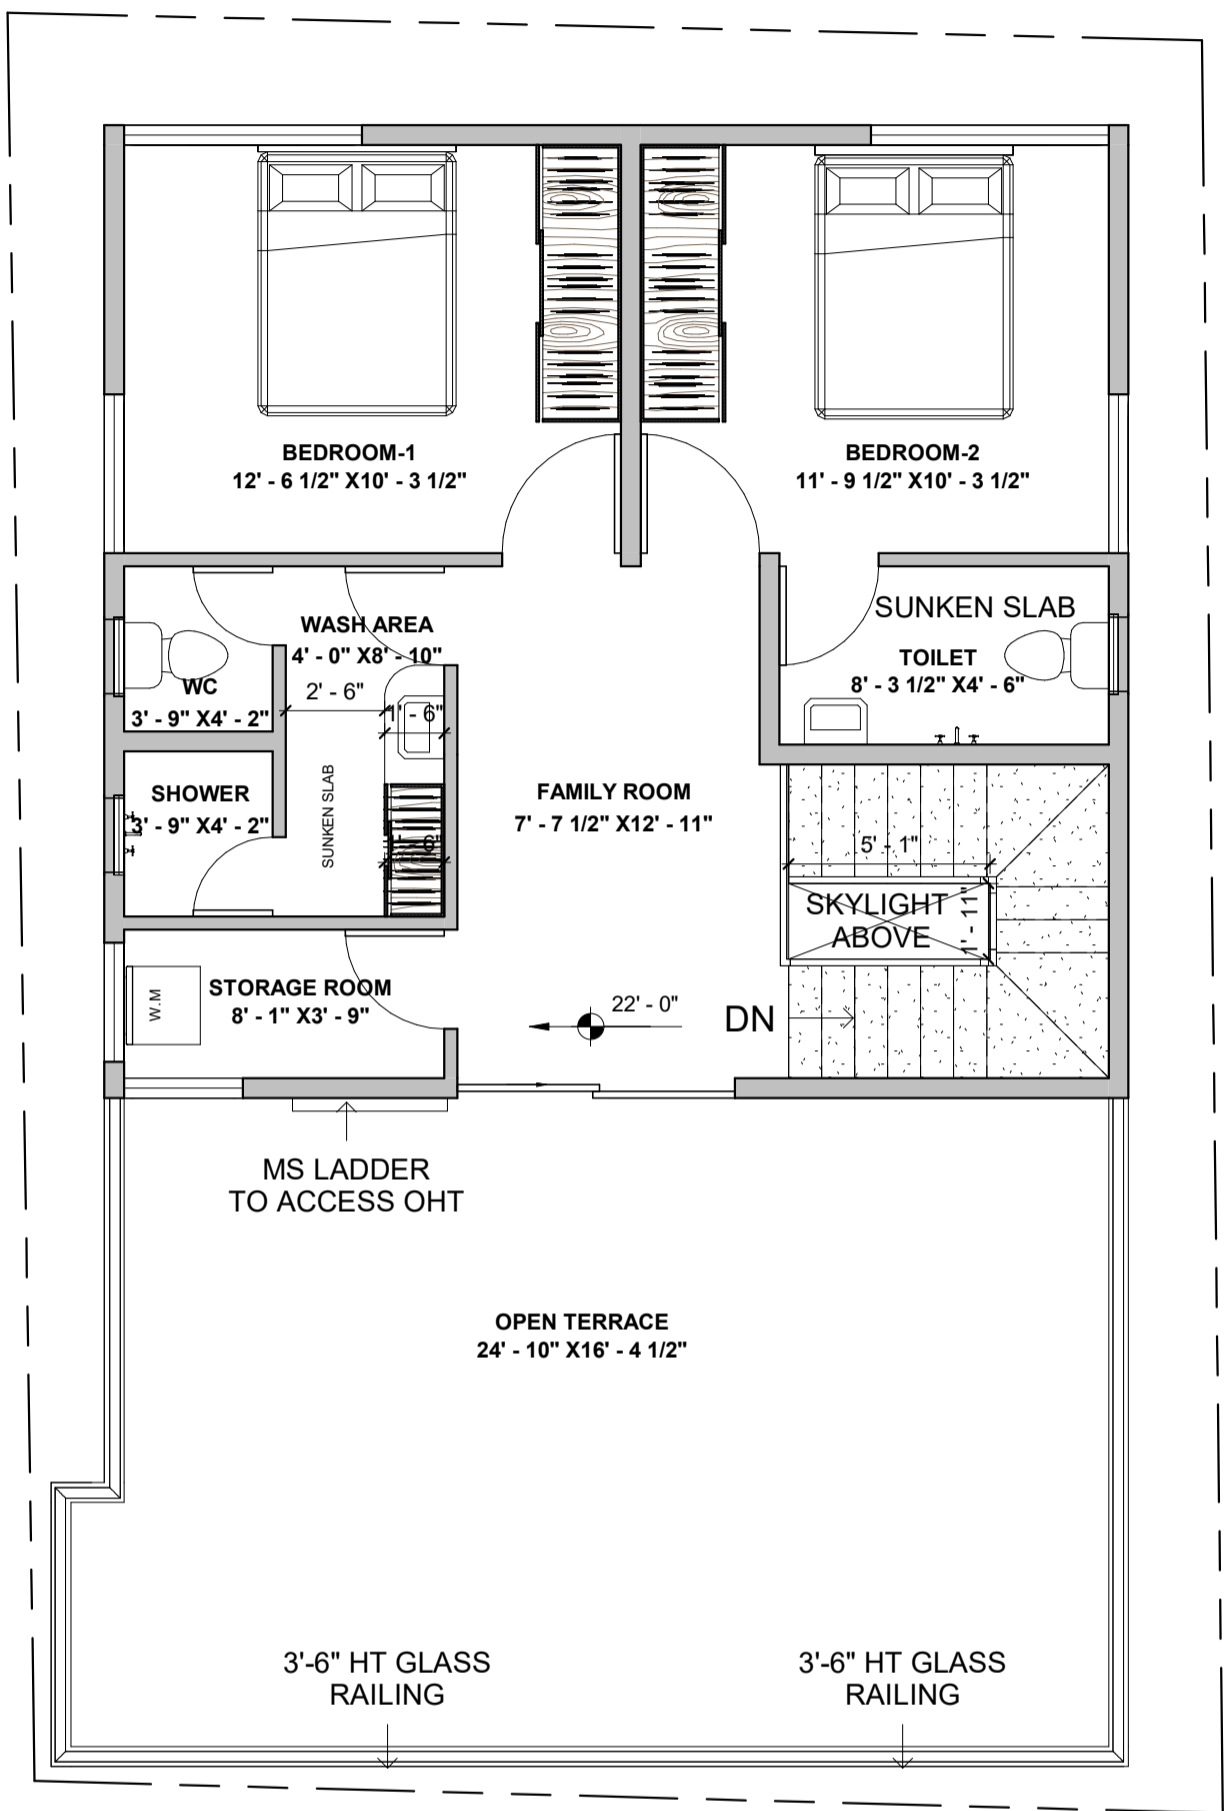 BEDROOM-1
12' - 6 1/2" X10' - 3 1/2"
BEDROOM-2
11' - 9 1/2" X10' - 3 1/2"
WASH AREA
4' - 0" X8' - 10"
2' - 6"
1' - 6"
WC
3' - 9" X4' - 2"
SUNKEN SLAB
TOILET
8' - 3 1/2" X4' - 6"
SHOWER
3' - 9" X4' - 2"
SUNKEN SLAB
1' - 6"
FAMILY ROOM
7' - 7 1/2" X12' - 11"
5' - 1"
SKYLIGHT
ABOVE
1' - 11"
STORAGE ROOM
8' - 1" X3' - 9"
W.M
22' - 0"
DN
MS LADDER
TO ACCESS OHT
OPEN TERRACE
24' - 10" X16' - 4 1/2"
3'-6" HT GLASS
RAILING
3'-6" HT GLASS
RAILING